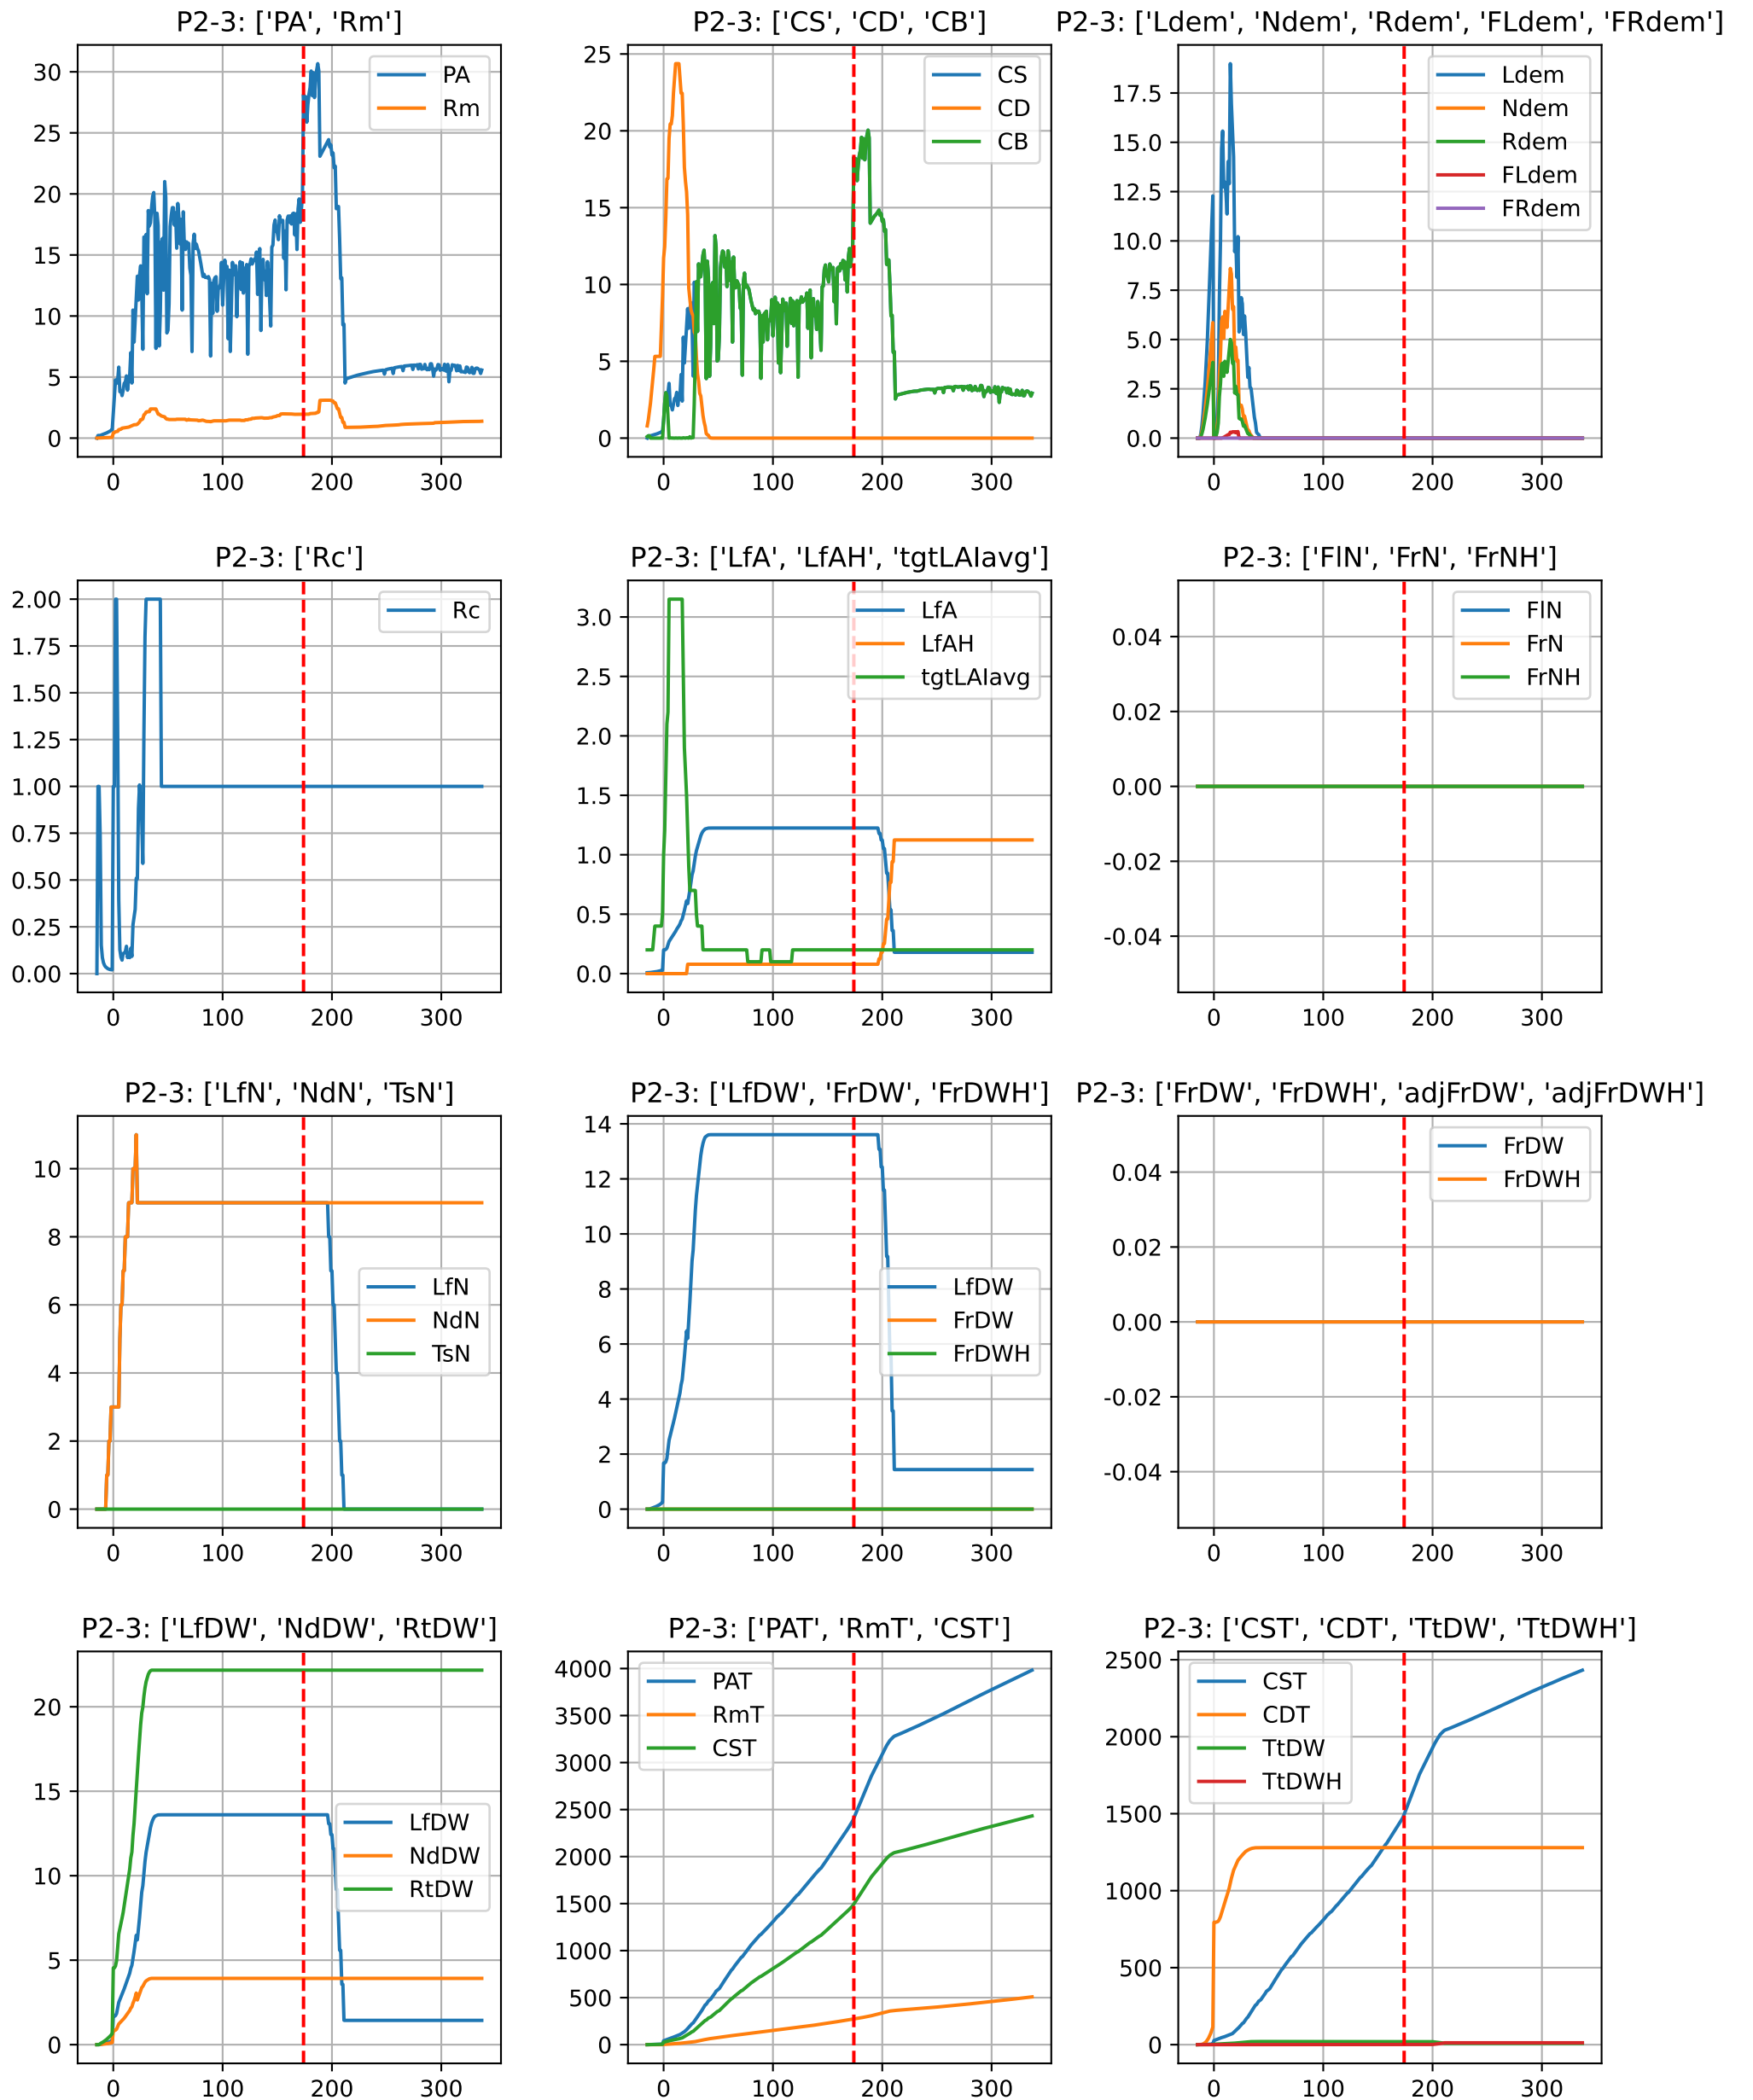 P2-3: ['PA', 'Rm']
30
25
20
15
10
5
0
0 100 200 300
PA
Rm
P2-3: ['CS', 'CD', 'CB']
25
20
15
10
5
0
0 100 200 300
CS
CD
CB
P2-3: ['Ldem', 'Ndem', 'Rdem', 'FLdem', 'FRdem']
17.5
15.0
12.5
10.0
7.5
5.0
2.5
0.0
0 100 200 300
Ldem
Ndem
Rdem
FLdem
FRdem
P2-3: ['Rc']
2.00
1.75
1.50
1.25
1.00
0.75
0.50
0.25
0.00
0 100 200 300
Rc
P2-3: ['LfA', 'LfAH', 'tgtLAIavg']
3.0
2.5
2.0
1.5
1.0
0.5
0.0
0 100 200 300
LfA
LfAH
tgtLAIavg
P2-3: ['FlN', 'FrN', 'FrNH']
0.04
0.02
0.00
-0.02
-0.04
0 100 200 300
FlN
FrN
FrNH
P2-3: ['LfN', 'NdN', 'TsN']
10
8
6
4
2
0
0 100 200 300
LfN
NdN
TsN
P2-3: ['LfDW', 'FrDW', 'FrDWH']
14
12
10
8
6
4
2
0
0 100 200 300
LfDW
FrDW
FrDWH
P2-3: ['FrDW', 'FrDWH', 'adjFrDW', 'adjFrDWH']
0.04
0.02
0.00
-0.02
-0.04
0 100 200 300
FrDW
FrDWH
P2-3: ['LfDW', 'NdDW', 'RtDW']
20
15
10
5
0
0 100 200 300
LfDW
NdDW
RtDW
P2-3: ['PAT', 'RmT', 'CST']
4000
3500
3000
2500
2000
1500
1000
500
0
0 100 200 300
PAT
RmT
CST
P2-3: ['CST', 'CDT', 'TtDW', 'TtDWH']
2500
2000
1500
1000
500
0
0 100 200 300
CST
CDT
TtDW
TtDWH